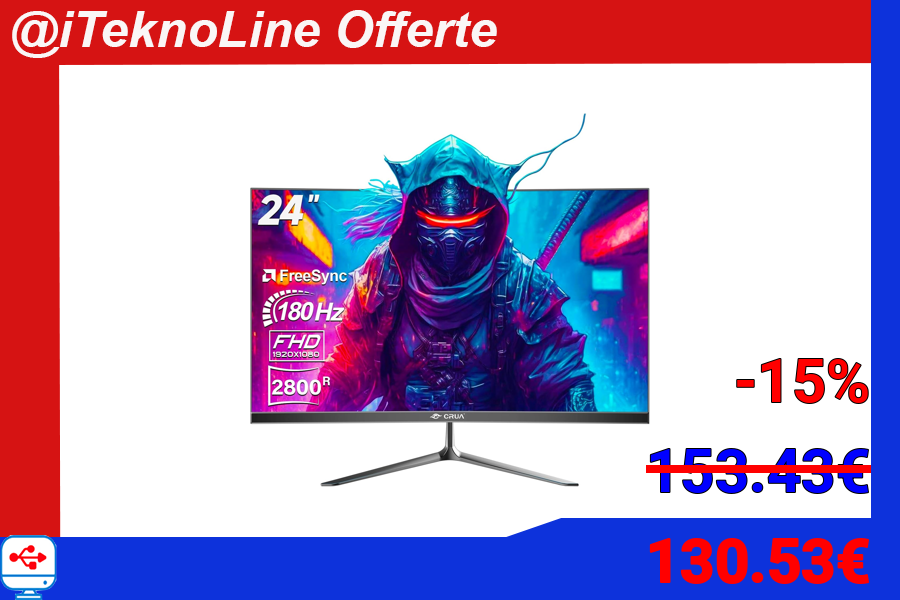 @iTeknoLine Offerte
24"
FreeSync
180Hz
FHD
1920X1080
2800R
CRUA
-15%
153.43€
130.53€